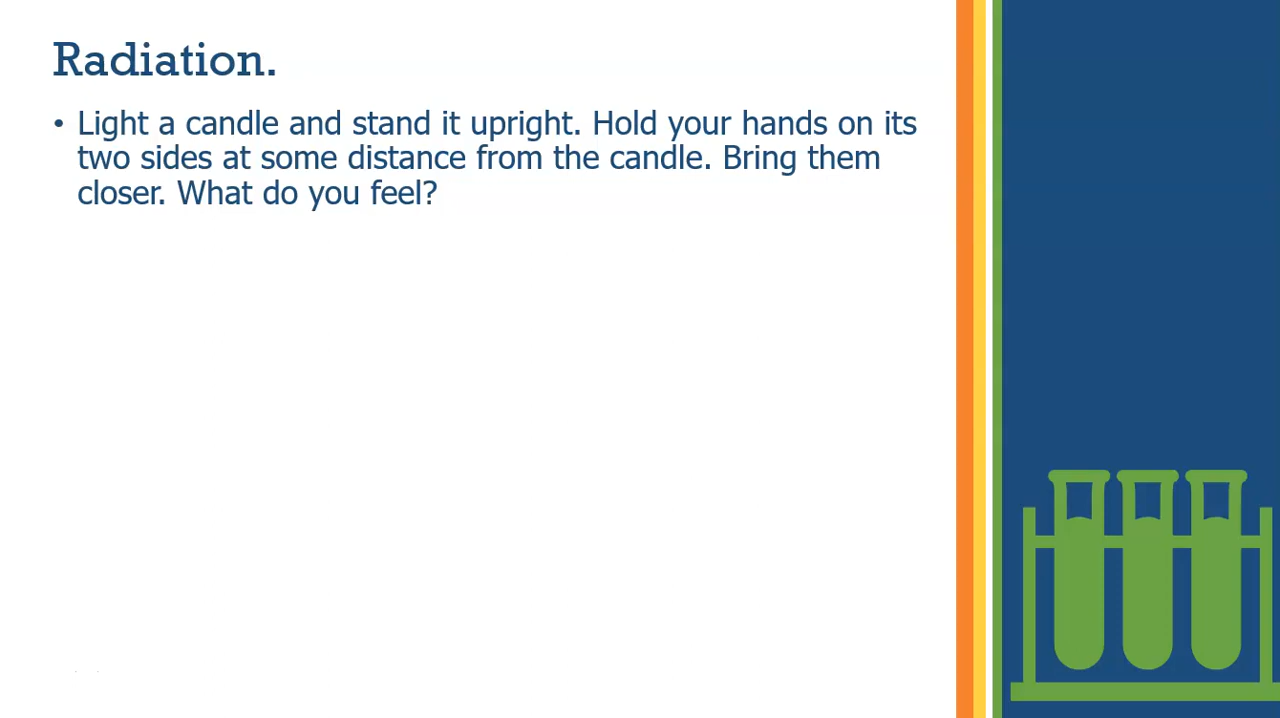 Radiation.
• Light a candle and stand it upright. Hold your hands on its
two sides at some distance from the candle. Bring them
closer. What do you feel?